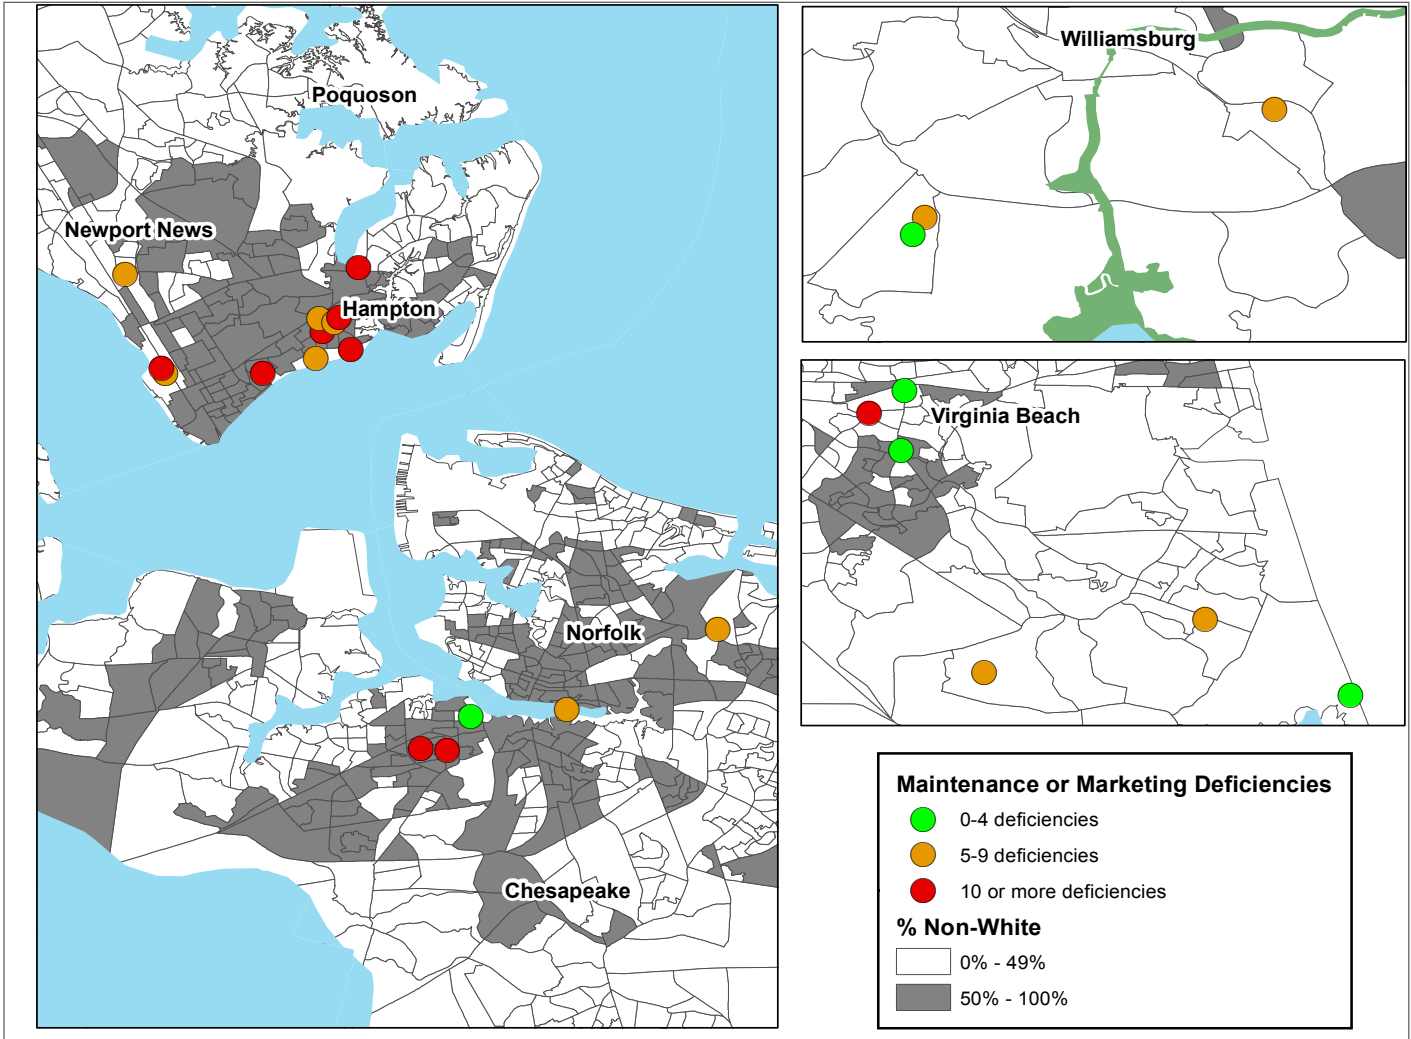 Poquoson
Newport News
Hampton
Norfolk
Chesapeake
Williamsburg
Virginia Beach
Maintenance or Marketing Deficiencies
0-4 deficiencies
5-9 deficiencies
10 or more deficiencies
% Non-White
0% - 49%
50% - 100%